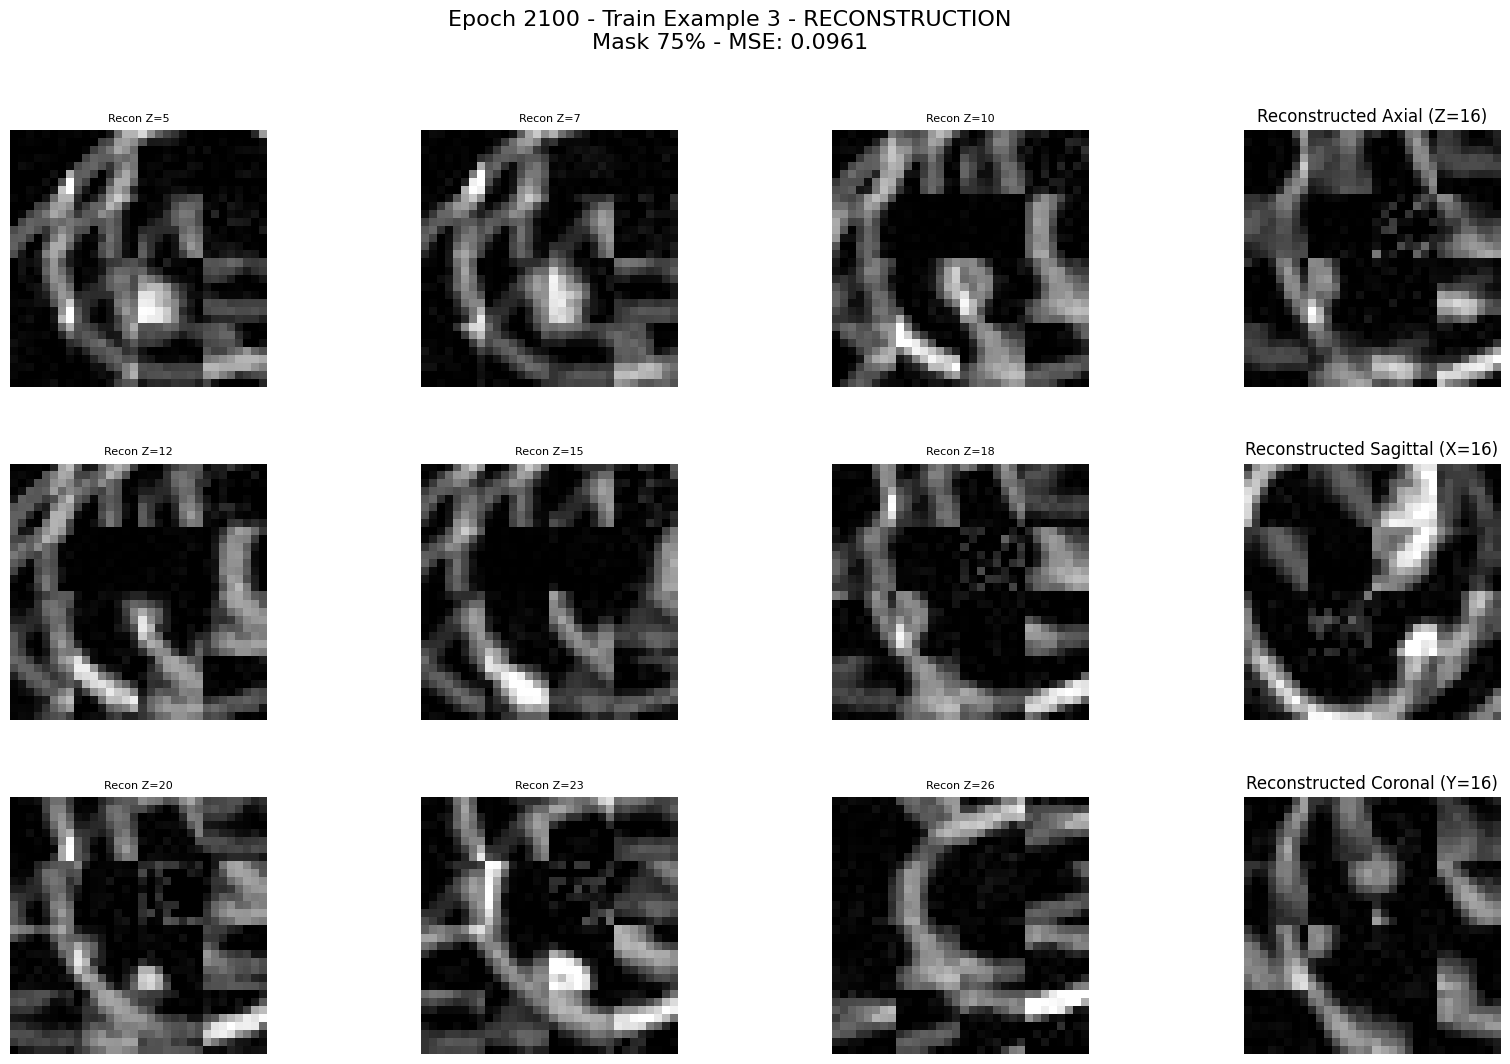 Epoch 2100 - Train Example 3 - RECONSTRUCTION
Mask 75% - MSE: 0.0961
Recon Z=5
Recon Z=7
Recon Z=10
Reconstructed Axial (Z=16)
Recon Z=12
Recon Z=15
Recon Z=18
Reconstructed Sagittal (X=16)
Recon Z=20
Recon Z=23
Recon Z=26
Reconstructed Coronal (Y=16)